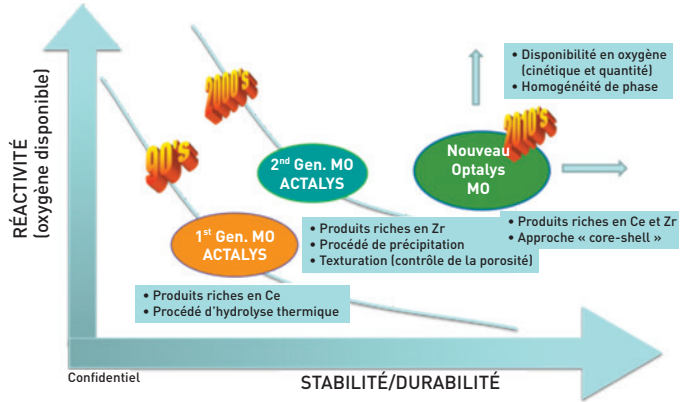 RÉACTIVITÉ
(oxygène disponible)
90's
2000's
2010's
• Disponibilité en oxygène
(cinétique et quantité)
• Homogénéité de phase
2nd Gen. MO
ACTALYS
Nouveau
Optalys
MO
1st Gen. MO
ACTALYS
• Produits riches en Zr
• Procédé de précipitation
• Texturation (contrôle de la porosité)
• Produits riches en Ce et Zr
• Approche « core-shell »
• Produits riches en Ce
• Procédé d'hydrolyse thermique
Confidentiel
STABILITÉ/DURABILITÉ